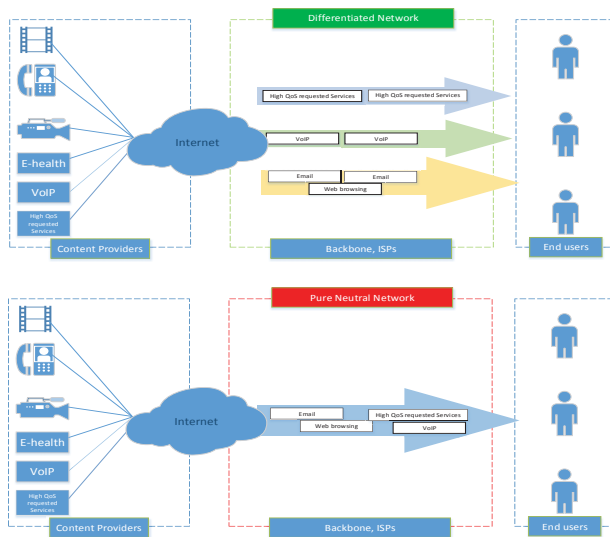 Differentiated Network
High QoS requested Services
High QoS requested Services
Internet
VoIP
VoIP
E-health
Email
Email
VoIP
Web browsing
High QoS
requested
Services
Content Providers
Backbone, ISPs
End users
Pure Neutral Network
Internet
Email
High QoS requested Services
Web browsing
VoIP
E-health
VoIP
High QoS
requested
Services
Content Providers
Backbone, ISPs
End users